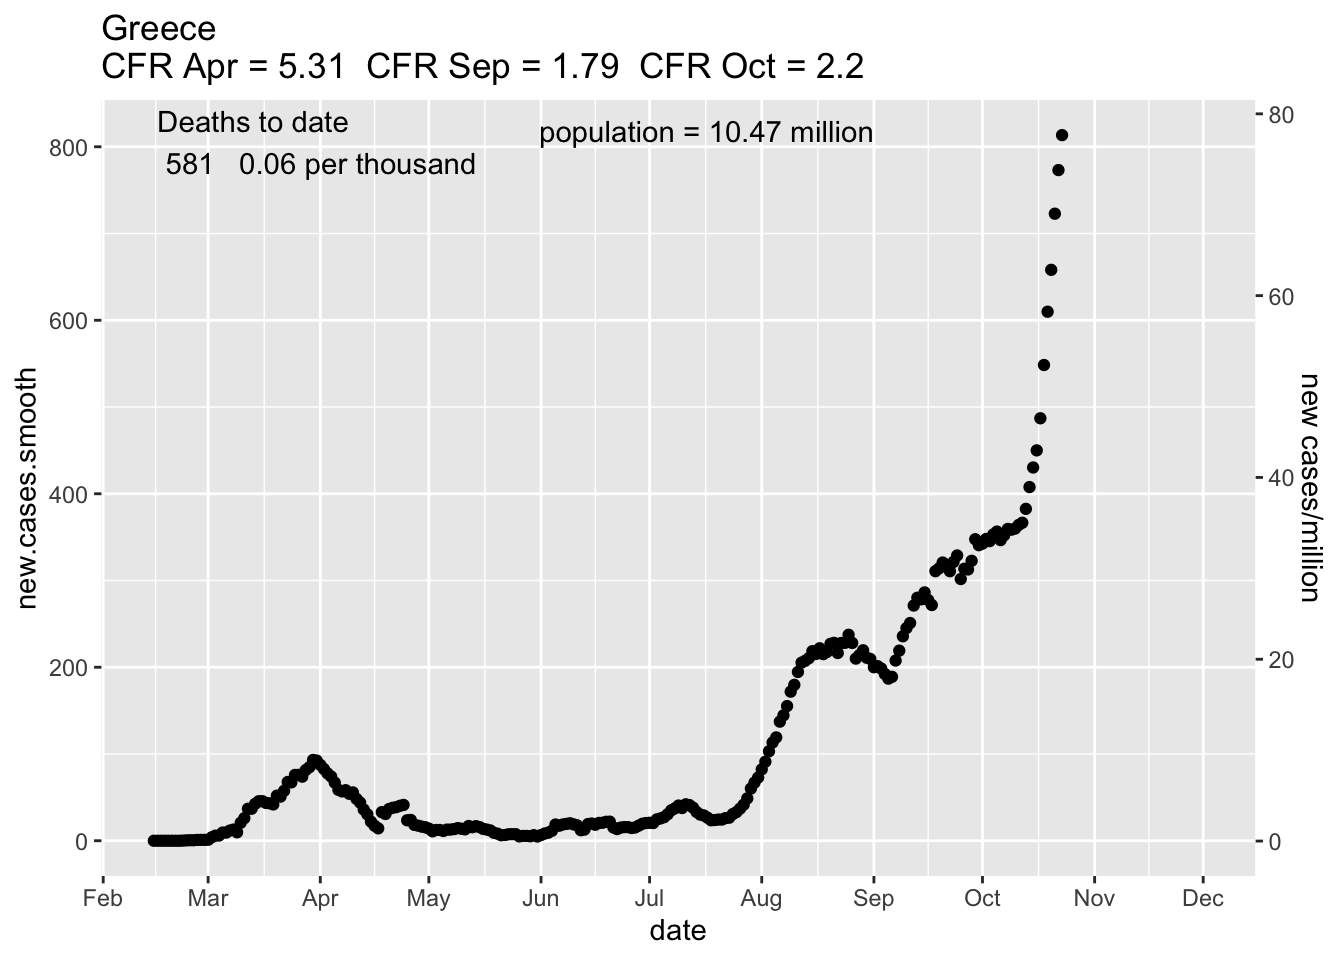 Greece
CFR Apr = 5.31  CFR Sep = 1.79  CFR Oct = 2.2
Deaths to date
581   0.06 per thousand
population = 10.47 million
new.cases.smooth
800
600
400
200
0
80
60
40
20
0
new cases/million
Feb Mar Apr May Jun Jul Aug Sep Oct Nov Dec
date